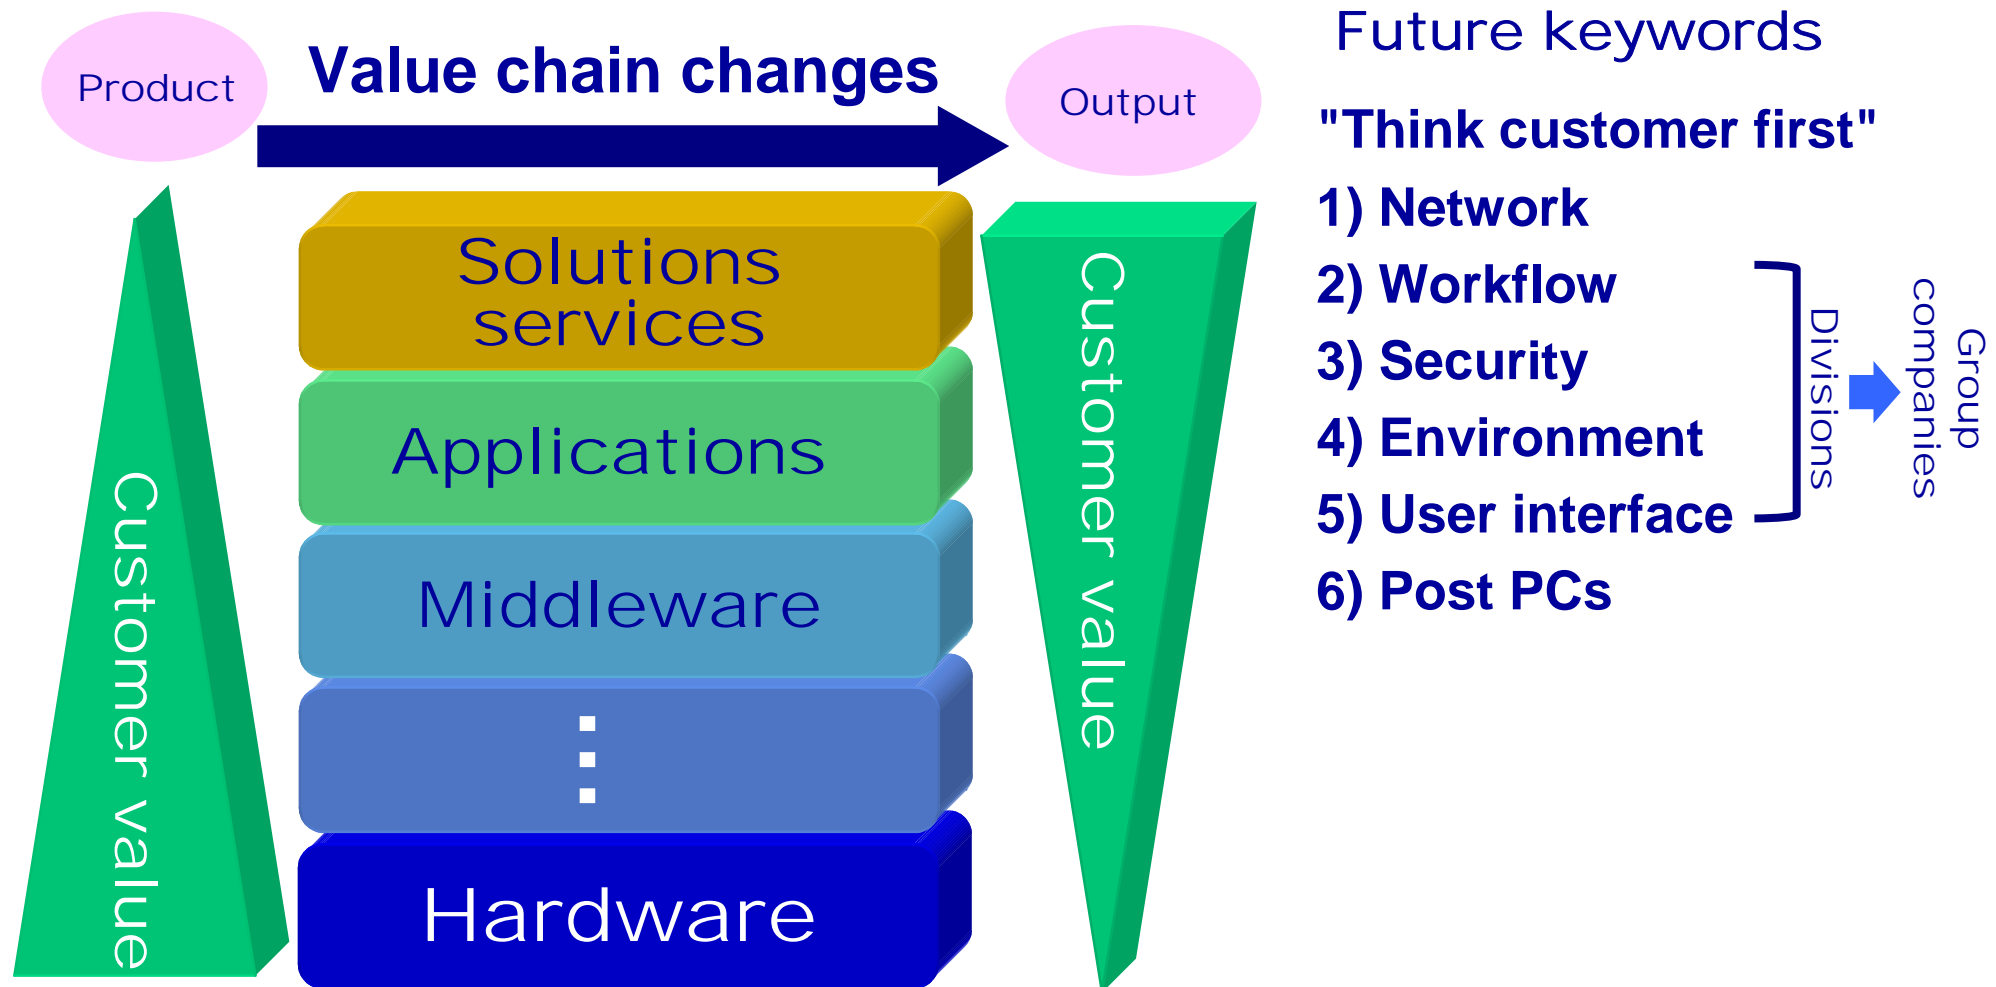 Product
Value chain changes
Output
Customer value
Solutions
services
Applications
Middleware
Hardware
Customer value
Future keywords
"Think customer first"
1) Network
2) Workflow
3) Security
4) Environment
5) User interface
6) Post PCs
Divisions
Group
companies